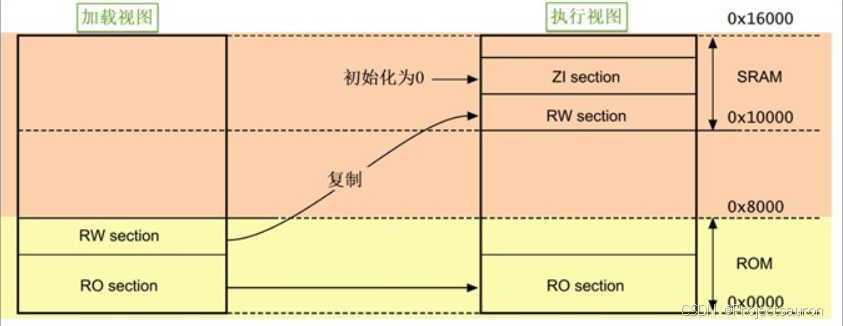 加载视图
执行视图
0x16000
初始化为0
ZI section
SRAM
RW section
0x10000
复制
0x8000
RW section
ROM
RO section
RO section
0x0000
CSDN @Projectsauron